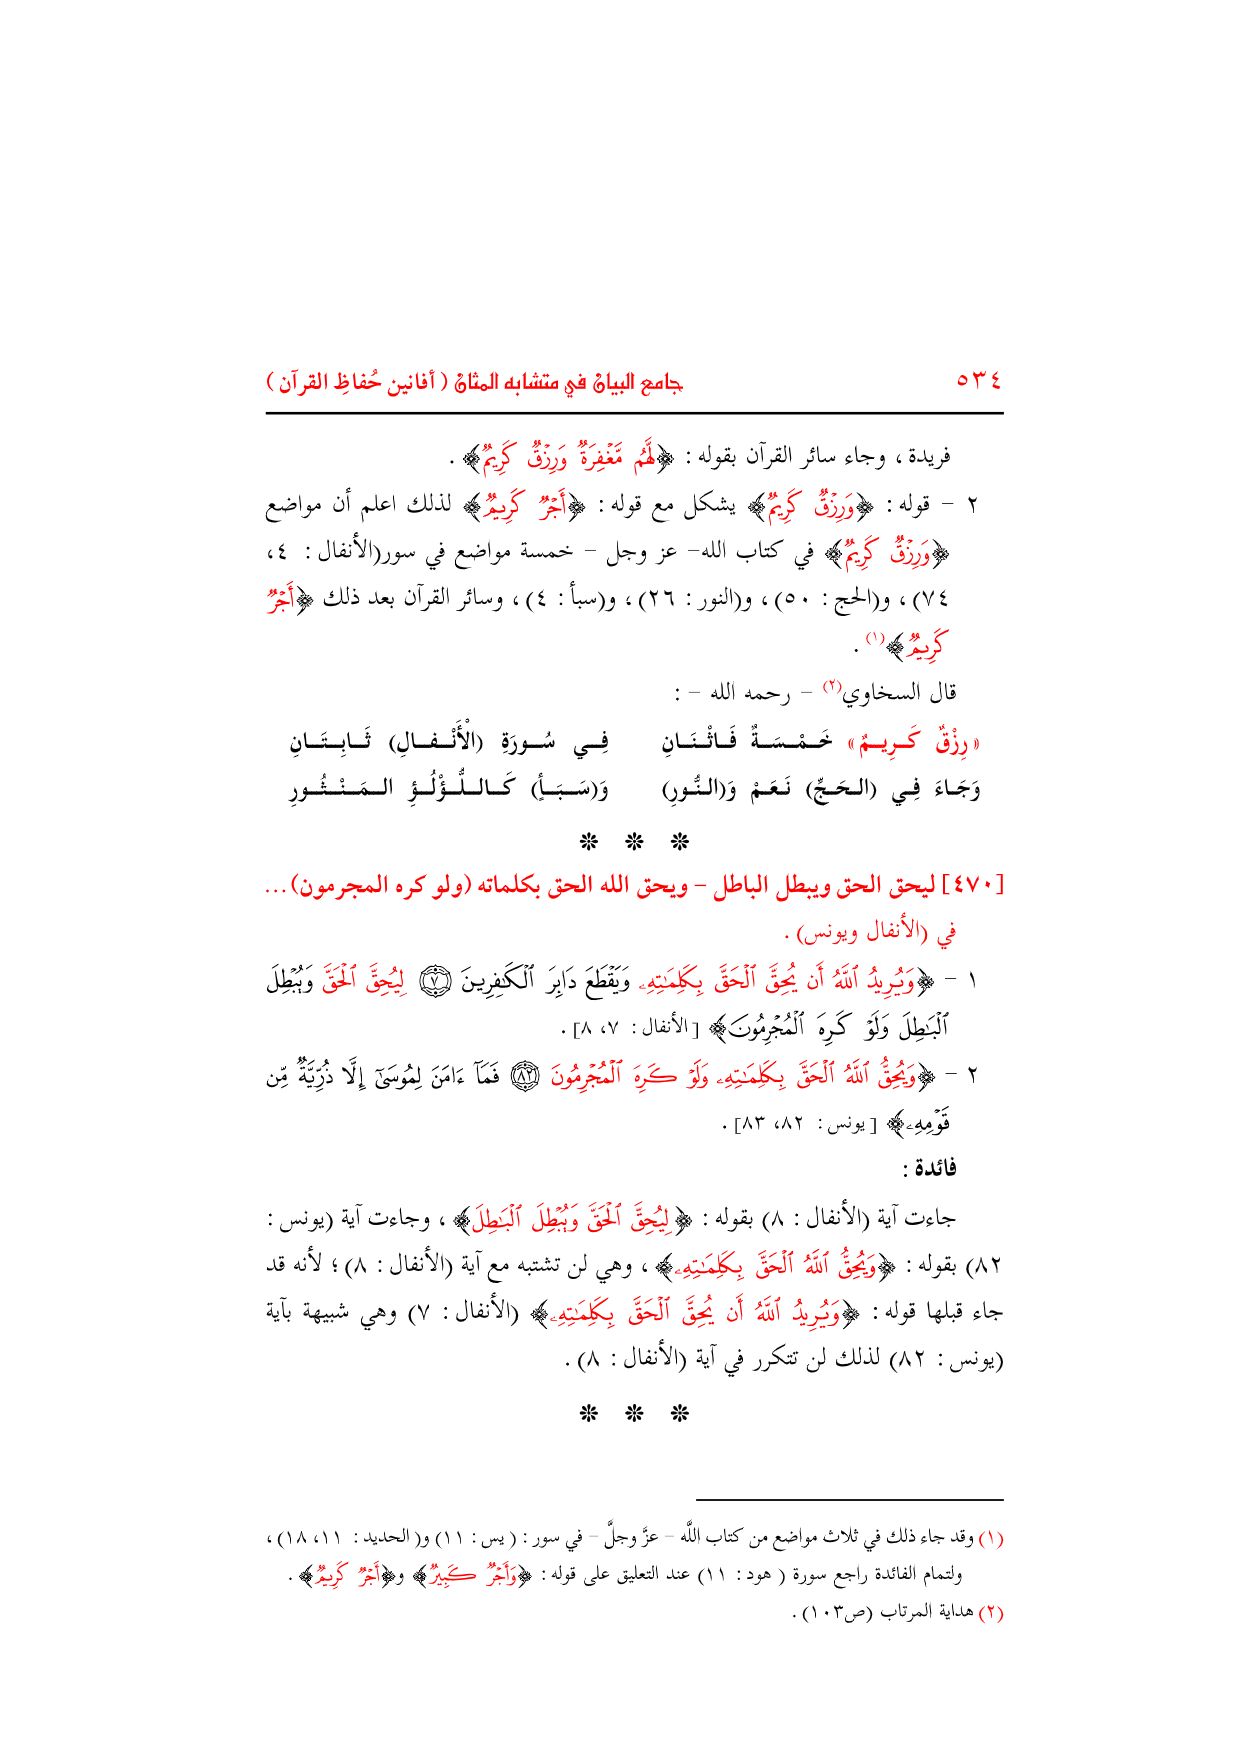 ٥٣٤ جامع البيان في متشابه المثان ( أفانين حُفاظِ القرآن )
فريدة ، وجاء سائر القرآن بقوله : ﴿لَّهُم مَّغْفِرَةٌ وَرِزْقٌ كَرِيمٌ﴾ .
٢ – قوله : ﴿وَرِزْقٌ كَرِيمٌ﴾ يشكل مع قوله : ﴿أَجْرٌ كَرِيمٌ﴾ لذلك اعلم أن مواضع
﴿وَرِزْقٌ كَرِيمٌ﴾ في كتاب الله– عز وجل – خمسة مواضع في سور(الأنفال : ٤ ،
٧٤) ، و(الحج : ٥٠) ، و(النور : ٢٦) ، و(سبأ : ٤) ، وسائر القرآن بعد ذلك ﴿أَجْرٌ
كَرِيمٌ﴾(١) .
قال السخاوي(٢) – رحمه الله – :
« رِزْقٌ كَـرِيـمٌ » خَـمْـسَـةٌ فَـاثْـنَـانِ فِـي سُـورَةِ (الْأَنْـفـالِ) ثَـابِـتَـانِ
وَجَـاءَ فِـي (الـحَـجِّ) نَـعَـمْ وَ(الـنُّـورِ) وَ(سَـبَـأٍ) كَـالـلُّـؤْلُـؤِ الـمَـنْـثُـورِ
❊ ❊ ❊
[٤٧٠] ليحق الحق ويبطل الباطل – ويحق الله الحق بكلماته (ولو كره المجرمون)...
في (الأنفال ويونس) .
١ – ﴿وَيُرِيدُ ٱللَّهُ أَن يُحِقَّ ٱلْحَقَّ بِكَلِمَٰتِهِۦ وَيَقْطَعَ دَابِرَ ٱلْكَٰفِرِينَ ۝٧ لِيُحِقَّ ٱلْحَقَّ وَيُبْطِلَ
ٱلْبَٰطِلَ وَلَوْ كَرِهَ ٱلْمُجْرِمُونَ﴾ [ الأنفال : ٧، ٨] .
٢ – ﴿وَيُحِقُّ ٱللَّهُ ٱلْحَقَّ بِكَلِمَٰتِهِۦ وَلَوْ كَرِهَ ٱلْمُجْرِمُونَ ۝٨٢ فَمَآ ءَامَنَ لِمُوسَىٰٓ إِلَّا ذُرِّيَّةٌ مِّن
قَوْمِهِۦ﴾ [ يونس : ٨٢، ٨٣] .
فائدة :
جاءت آية (الأنفال : ٨) بقوله : ﴿لِيُحِقَّ ٱلْحَقَّ وَيُبْطِلَ ٱلْبَٰطِلَ﴾ ، وجاءت آية (يونس :
٨٢) بقوله : ﴿وَيُحِقُّ ٱللَّهُ ٱلْحَقَّ بِكَلِمَٰتِهِۦ﴾ ، وهي لن تشتبه مع آية (الأنفال : ٨) ؛ لأنه قد
جاء قبلها قوله : ﴿وَيُرِيدُ ٱللَّهُ أَن يُحِقَّ ٱلْحَقَّ بِكَلِمَٰتِهِۦ﴾ (الأنفال : ٧) وهي شبيهة بآية
(يونس : ٨٢) لذلك لن تتكرر في آية (الأنفال : ٨) .
❊ ❊ ❊
(١) وقد جاء ذلك في ثلاث مواضع من كتاب اللَّه – عزَّ وجلَّ – في سور : ( يس : ١١) و( الحديد : ١١، ١٨) ،
ولتمام الفائدة راجع سورة ( هود : ١١) عند التعليق على قوله : ﴿وَأَجْرٌ كَبِيرٌ﴾ و﴿أَجْرٌ كَرِيمٌ﴾ .
(٢) هداية المرتاب (ص١٠٣) .